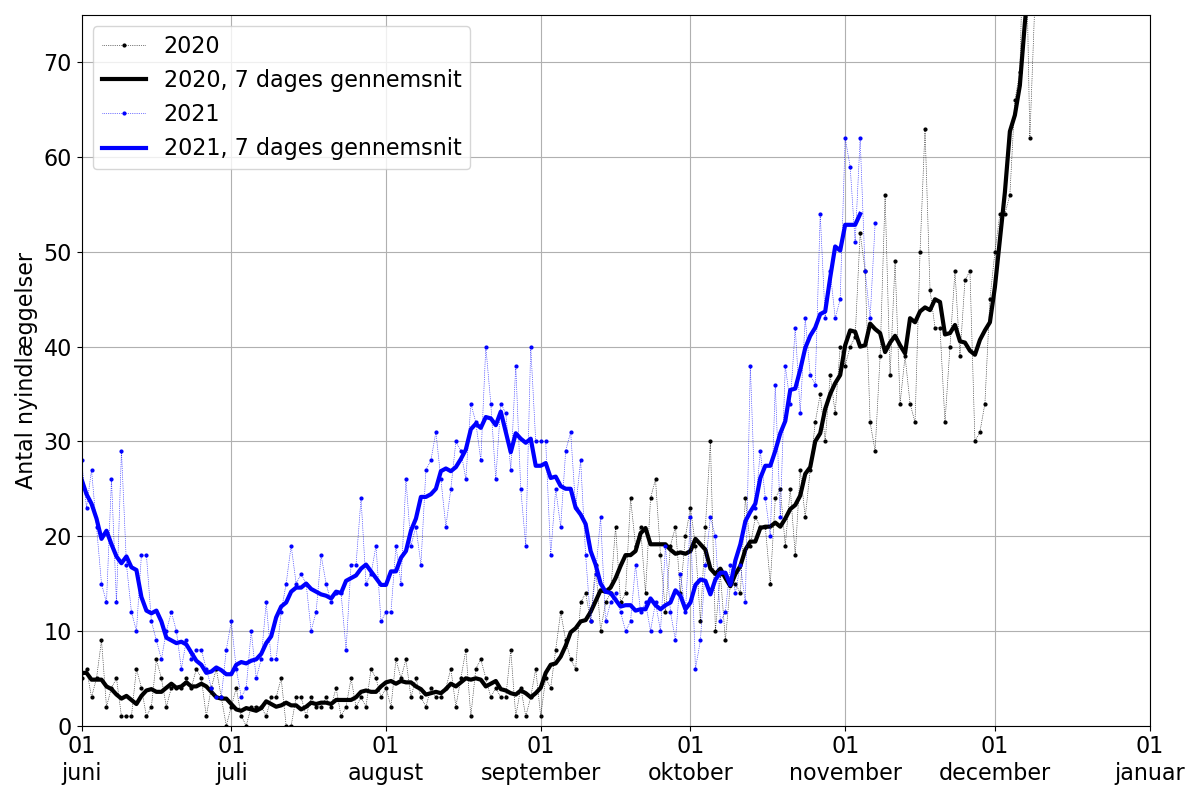 2020
2020, 7 dages gennemsnit
2021
2021, 7 dages gennemsnit
Antal nyindlæggelser
70
60
50
40
30
20
10
0
01 01 01 01 01 01 01 01
juni juli august september oktober november december januar